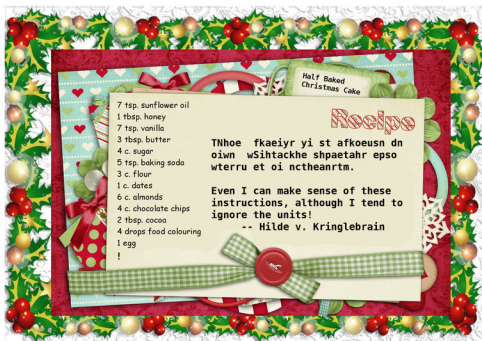 Half Baked
Christmas Cake
Recipe
7 tsp. sunflower oil
1 tbsp. honey
7 tsp. vanilla
3 tbsp. butter
4 c. sugar
5 tsp. baking soda
3 c. flour
1 c. dates
6 c. almonds
4 c. chocolate chips
2 tbsp. cocoa
4 drops food colouring
1 egg
!
TNhoe fkaeiyr yi st afkoeusn dn
oiwn wSihtackhe shpaetahr epso
wterru et oi nctheanrtm.
Even I can make sense of these
instructions, although I tend to
ignore the units!
-- Hilde v. Kringlebrain